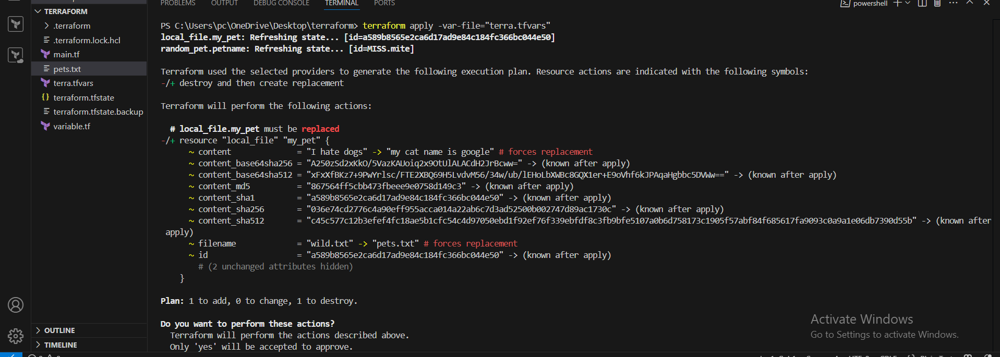 PROBLEMS OUTPUT DEBUG CONSOLE TERMINAL PORTS
powershell
TERRAFORM
.terraform
.terraform.lock.hcl
main.tf
pets.txt
terra.tfvars
terraform.tfstate
terraform.tfstate.backup
variable.tf
OUTLINE
TIMELINE
PS C:\Users\pc\OneDrive\Desktop\terraform> terraform apply -var-file="terra.tfvars"
local_file.my_pet: Refreshing state... [id=a589b8565e2ca6d17ad9e84c184fc366bc044e50]
random_pet.petname: Refreshing state... [id=MISS.mite]
Terraform used the selected providers to generate the following execution plan. Resource actions are indicated with the following symbols:
-/+ destroy and then create replacement
Terraform will perform the following actions:
# local_file.my_pet must be replaced
-/+ resource "local_file" "my_pet" {
~ content = "I hate dogs" -> "my cat name is google" # forces replacement
~ content_base64sha256 = "A250zSd2xKkO/5VazKAUoiq2x9OtUlALACdH2JrBcww=" -> (known after apply)
~ content_base64sha512 = "xFxXfBKz7+9PwYrlsc/FTE2XBQ69H5LvdvM56/34w/ub/lEHoLbXWBc8GQX1er+E9oVhf6kJPAqaHgbbc5DVWw==" -> (known after apply)
~ content_md5 = "867564ff5cbb473fbeee9e0758d149c3" -> (known after apply)
~ content_sha1 = "a589b8565e2ca6d17ad9e84c184fc366bc044e50" -> (known after apply)
~ content_sha256 = "036e74cd2776c4a90eff955acca014a22ab6c7d3ad52500b002747d89ac1730c" -> (known after apply)
~ content_sha512 = "c45c577c12b3efef4fc18ae5b1cfc54c4d97050ebd1f92ef76f339ebfdf8c3fb9bfe5107a0b6d758173c1905f57abf84f685617fa9093c0a9a1e06db7390d55b" -> (known after
apply)
~ filename = "wild.txt" -> "pets.txt" # forces replacement
~ id = "a589b8565e2ca6d17ad9e84c184fc366bc044e50" -> (known after apply)
# (2 unchanged attributes hidden)
}
Plan: 1 to add, 0 to change, 1 to destroy.
Do you want to perform these actions?
Terraform will perform the actions described above.
Only 'yes' will be accepted to approve.
Activate Windows
Go to Settings to activate Windows.